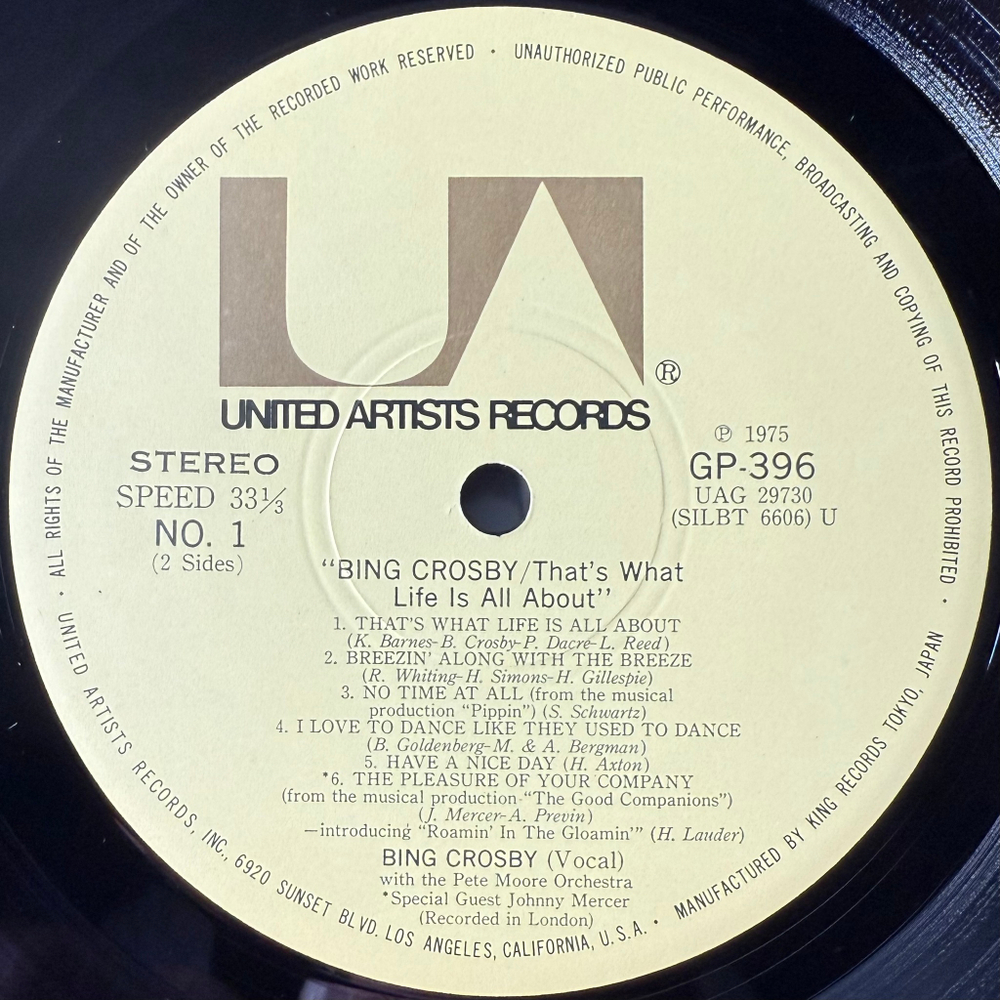 ALL RIGHTS OF THE MANUFACTURER AND OF THE OWNER OF THE RECORDED WORK RESERVED · UNAUTHORIZED PUBLIC PERFORMANCE, BROADCASTING AND COPYING OF THIS RECORD PROHIBITED ·
UA
®
UNITED ARTISTS RECORDS
STEREO
SPEED 33⅓
NO. 1
(2 Sides)
℗ 1975
GP-396
UAG 29730
(SILBT 6606) U
"BING CROSBY/That's What
Life Is All About"
1. THAT'S WHAT LIFE IS ALL ABOUT
(K. Barnes-B. Crosby-P. Dacre-L. Reed)
2. BREEZIN' ALONG WITH THE BREEZE
(R. Whiting-H. Simons-H. Gillespie)
3. NO TIME AT ALL (from the musical
production "Pippin") (S. Schwartz)
4. I LOVE TO DANCE LIKE THEY USED TO DANCE
(B. Goldenberg-M. & A. Bergman)
5. HAVE A NICE DAY (H. Axton)
*6. THE PLEASURE OF YOUR COMPANY
(from the musical production-"The Good Companions")
(J. Mercer-A. Previn)
—introducing "Roamin' In The Gloamin'" (H. Lauder)
BING CROSBY (Vocal)
with the Pete Moore Orchestra
*Special Guest Johnny Mercer
(Recorded in London)
UNITED ARTISTS RECORDS, INC., 6920 SUNSET BLVD. LOS ANGELES, CALIFORNIA, U.S.A. · MANUFACTURED BY KING RECORDS TOKYO, JAPAN